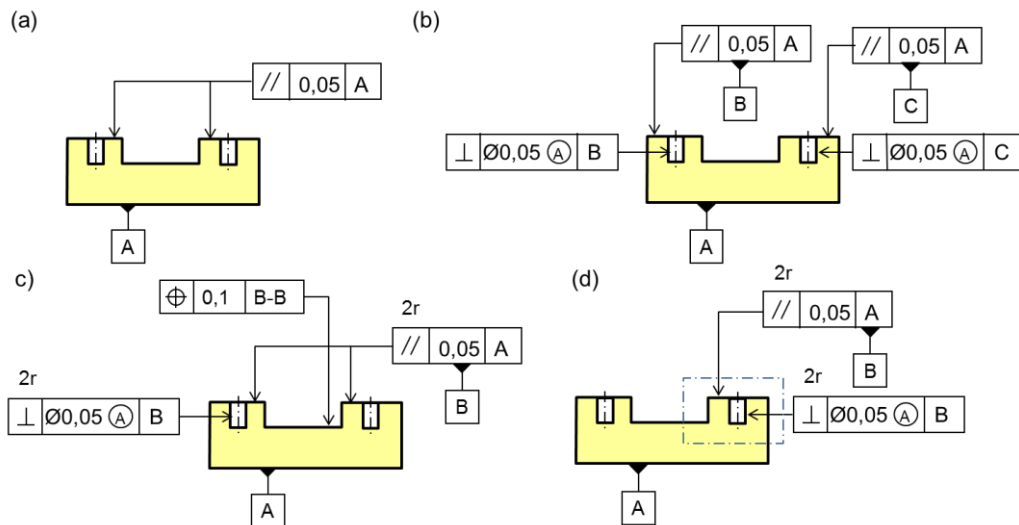 (a)
// 0,05 A
A
(b)
// 0,05 A
// 0,05 A
B
C
⊥ Ø0,05 Ⓐ B
⊥ Ø0,05 Ⓐ C
A
c)
⌖ 0,1 B-B
2r
// 0,05 A
B
2r
⊥ Ø0,05 Ⓐ B
A
(d)
2r
// 0,05 A
B
2r
⊥ Ø0,05 Ⓐ B
A